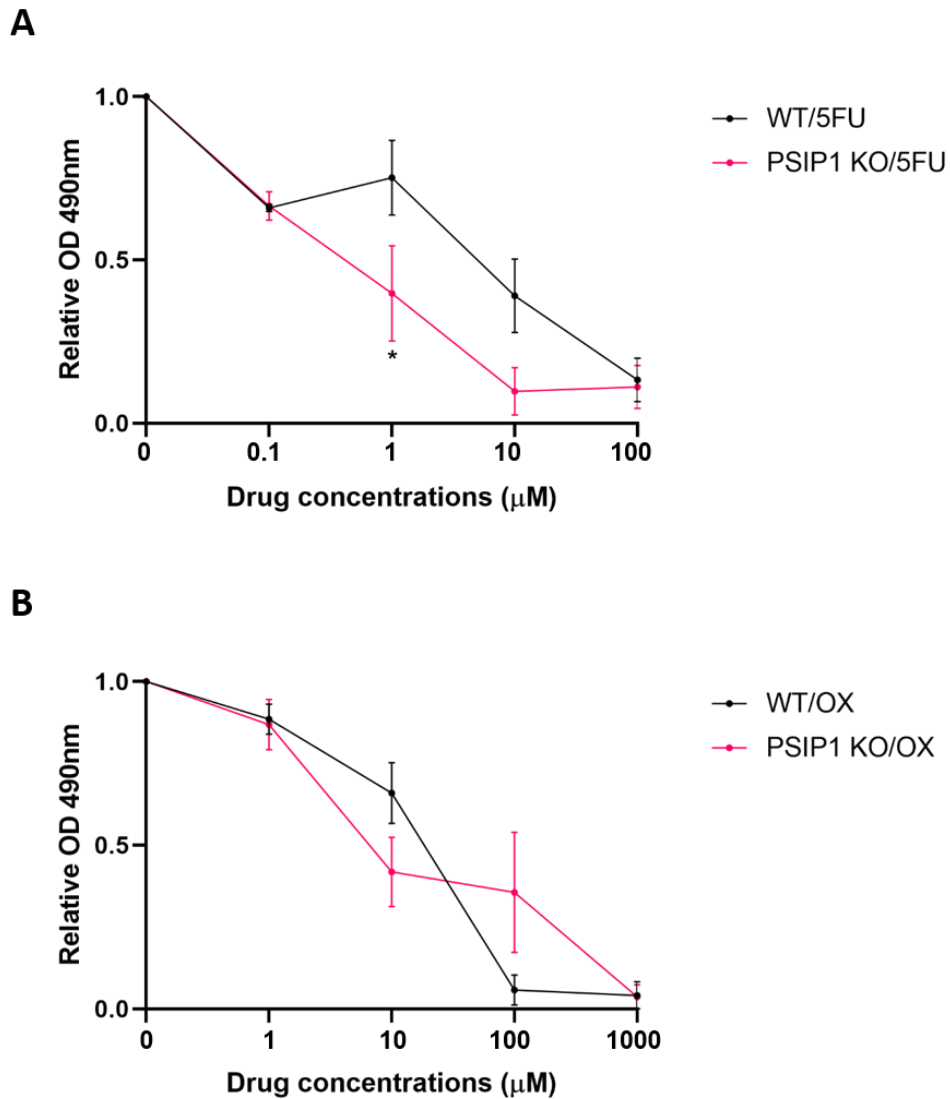 A
WT/5FU
PSIP1 KO/5FU
Relative OD 490nm
1.0
0.5
0.0
*
0 0.1 1 10 100
Drug concentrations (μM)
B
WT/OX
PSIP1 KO/OX
Relative OD 490nm
1.0
0.5
0.0
0 1 10 100 1000
Drug concentrations (μM)